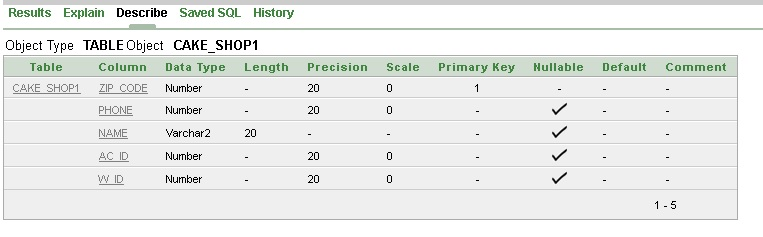 Results Explain Describe Saved SQL History
Object Type TABLE Object CAKE_SHOP1
Table Column Data Type Length Precision Scale Primary Key Nullable Default Comment
CAKE_SHOP1 ZIP_CODE Number - 20 0 1 - - -
PHONE Number - 20 0 - ✓ - -
NAME Varchar2 20 - - - ✓ - -
AC_ID Number - 20 0 - ✓ - -
W_ID Number - 20 0 - ✓ - -
1 - 5